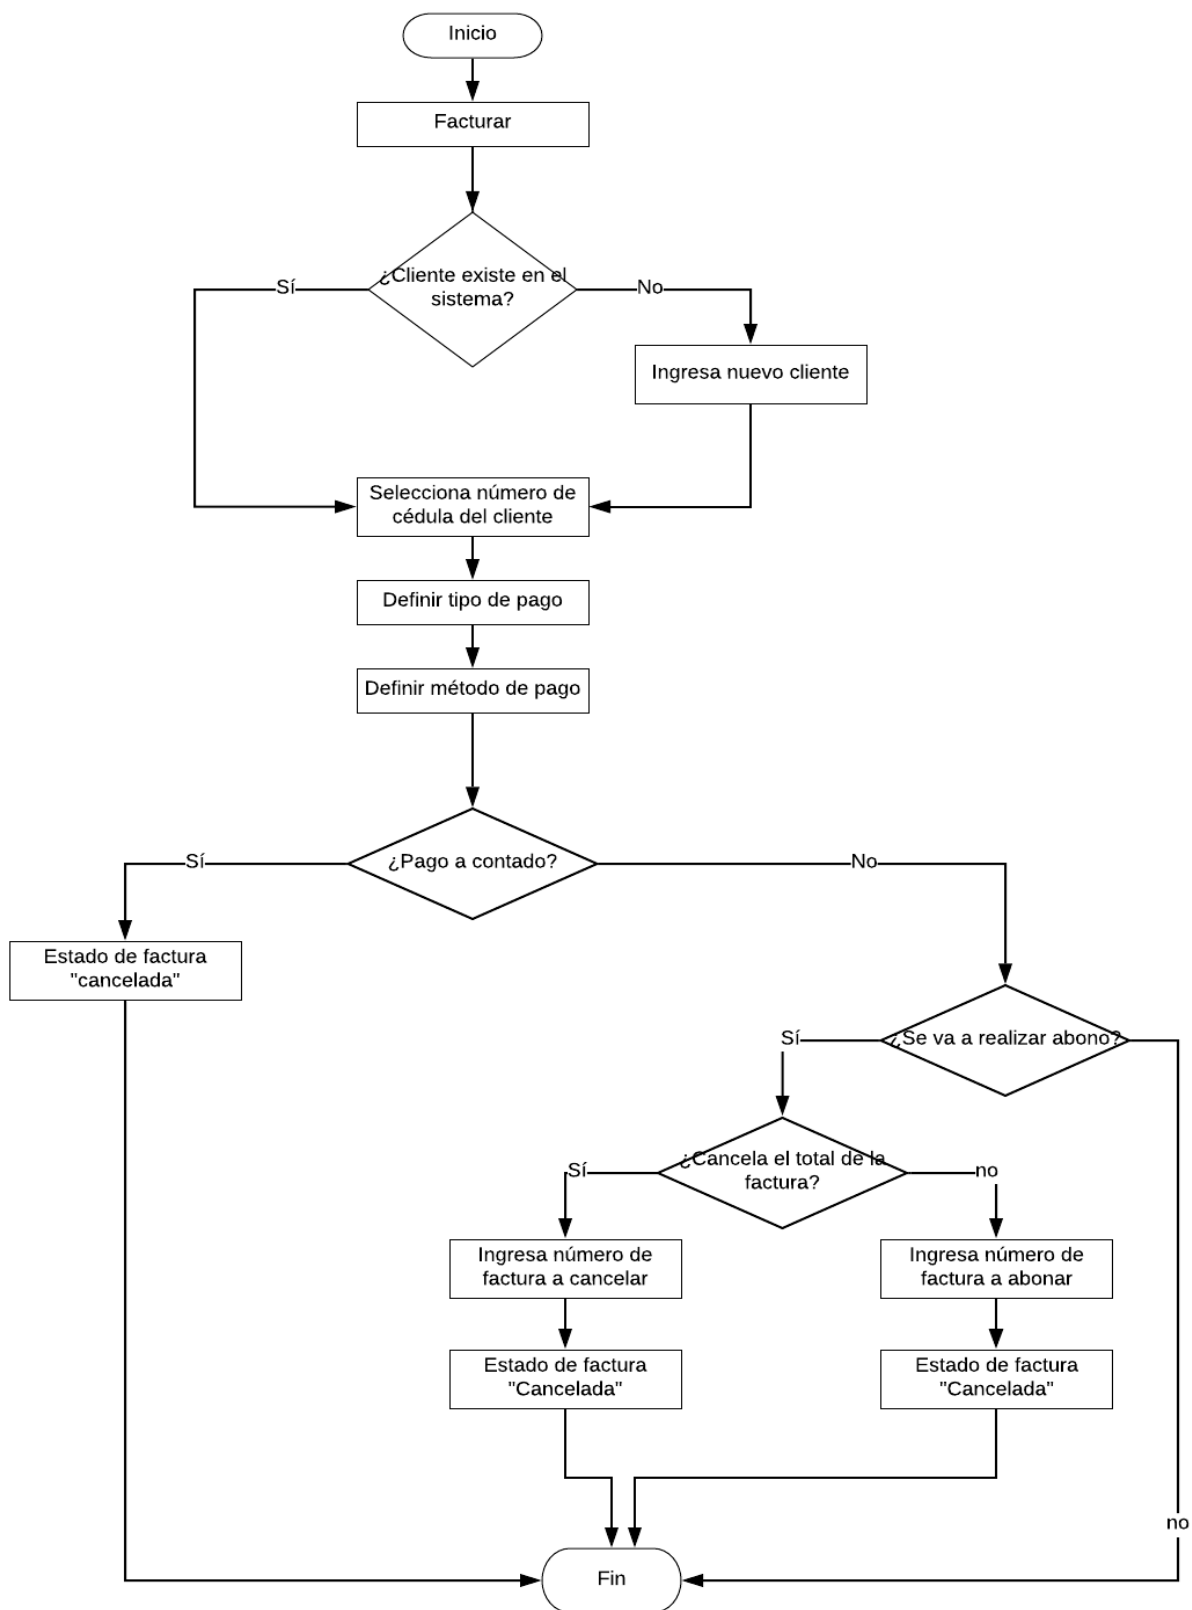 Inicio
Facturar
¿Cliente existe en el
sistema?
Sí
No
Ingresa nuevo cliente
Selecciona número de
cédula del cliente
Definir tipo de pago
Definir método de pago
¿Pago a contado?
Sí
No
Estado de factura
"cancelada"
¿Se va a realizar abono?
Sí
¿Cancela el total de la
factura?
Sí
no
Ingresa número de
factura a cancelar
Ingresa número de
factura a abonar
Estado de factura
"Cancelada"
Estado de factura
"Cancelada"
no
Fin